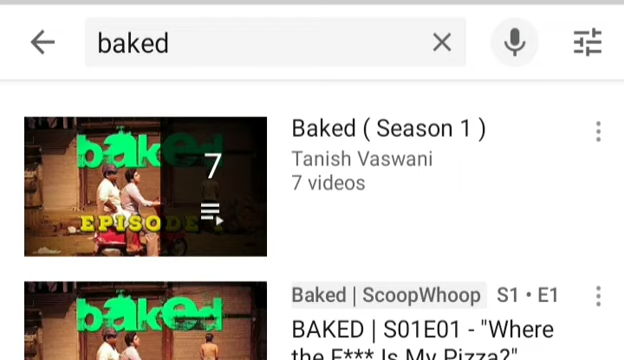 baked
baked
7
EPISODE
Baked ( Season 1 )
Tanish Vaswani
7 videos
baked
Baked | ScoopWhoop S1 • E1
BAKED | S01E01 - "Where
the F*** Is My Pizza?"